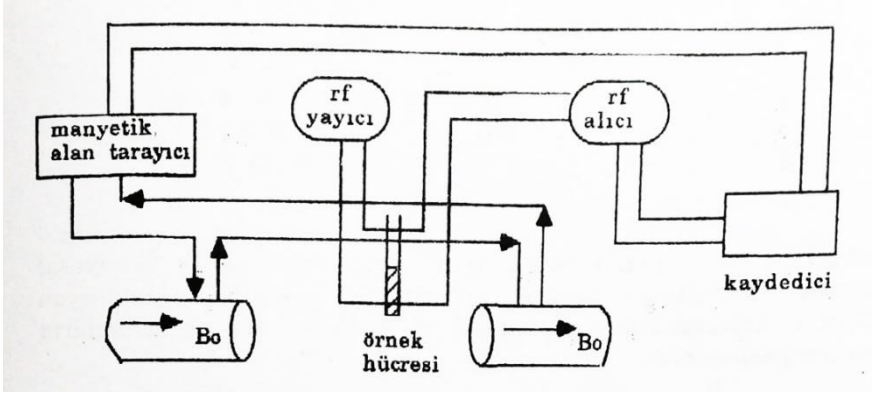 rf
yayıcı
rf
alıcı
manyetik
alan tarayıcı
kaydedici
Bo
örnek
hücresi
Bo